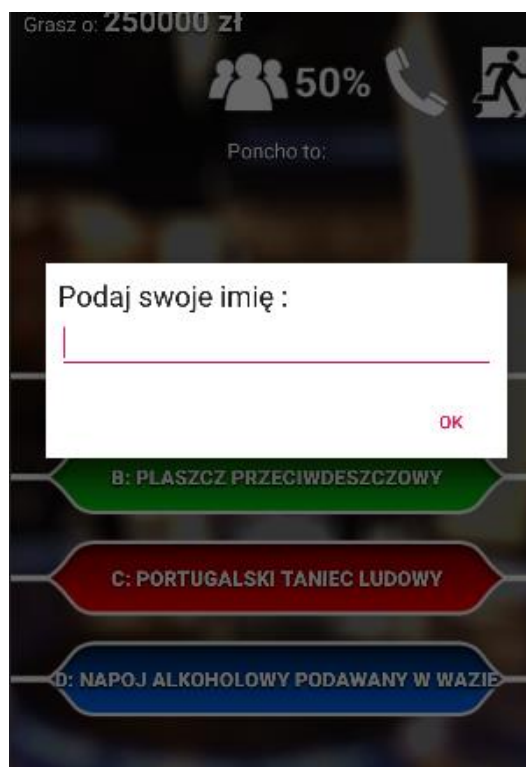 Grasz o: 250000 zł
50%
Poncho to:
Podaj swoje imię :
OK
B: PLASZCZ PRZECIWDESZCZOWY
C: PORTUGALSKI TANIEC LUDOWY
D: NAPOJ ALKOHOLOWY PODAWANY W WAZIE